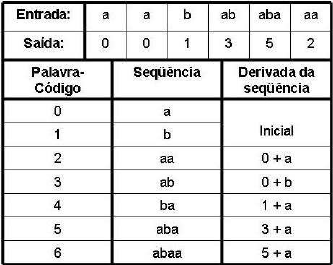 Entrada: a a b ab aba aa
Saída: 0 0 1 3 5 2
Palavra-Código Seqüência Derivada da seqüência
0 a Inicial
1 b
2 aa 0 + a
3 ab 0 + b
4 ba 1 + a
5 aba 3 + a
6 abaa 5 + a